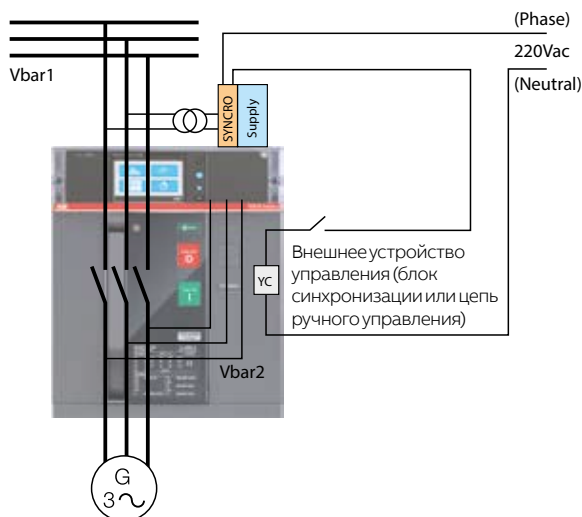 (Phase)
220Vac
(Neutral)
Vbar1
SYNCRO
Supply
Внешнее устройство
управления (блок
синхронизации или цепь
ручного управления)
YC
Vbar2
G
3